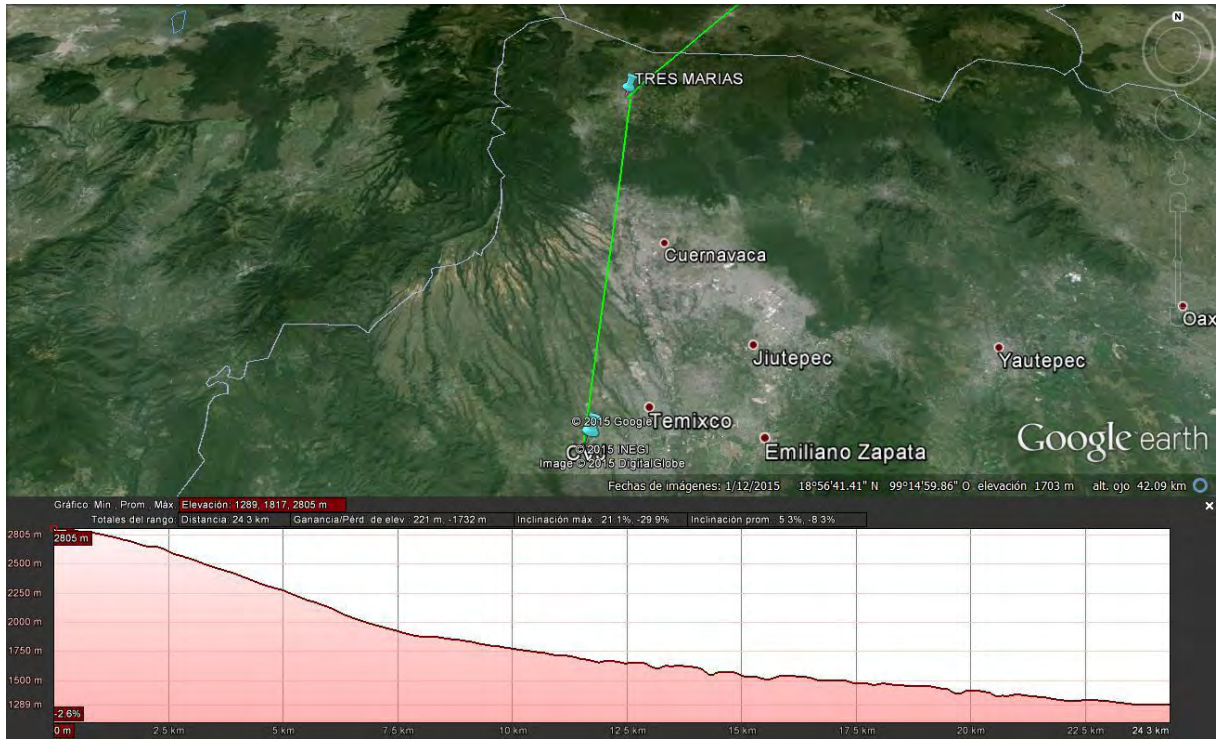 N
TRES MARIAS
Cuernavaca
Oax
Jiutepec
Yautepec
Temixco
© 2015 Google
© 2015 INEGI
Image © 2015 DigitalGlobe
Emiliano Zapata
Google earth
Fechas de imágenes: 1/12/2015 18°56'41.41" N 99°14'59.86" O elevación 1703 m alt. ojo 42.09 km
Gráfico Mín., Prom., Máx. Elevación: 1289, 1817, 2805 m
Totales del rango: Distancia: 24.3 km Ganancia/Pérd. de elev.: 221 m, -1732 m Inclinación máx.: 21.1%, -29.9% Inclinación prom.: 5.3%, -8.3%
2805 m
2805 m
2500 m
2250 m
2000 m
1750 m
1500 m
1289 m
-2.6%
0 m 2.5 km 5 km 7.5 km 10 km 12.5 km 15 km 17.5 km 20 km 22.5 km 24.3 km